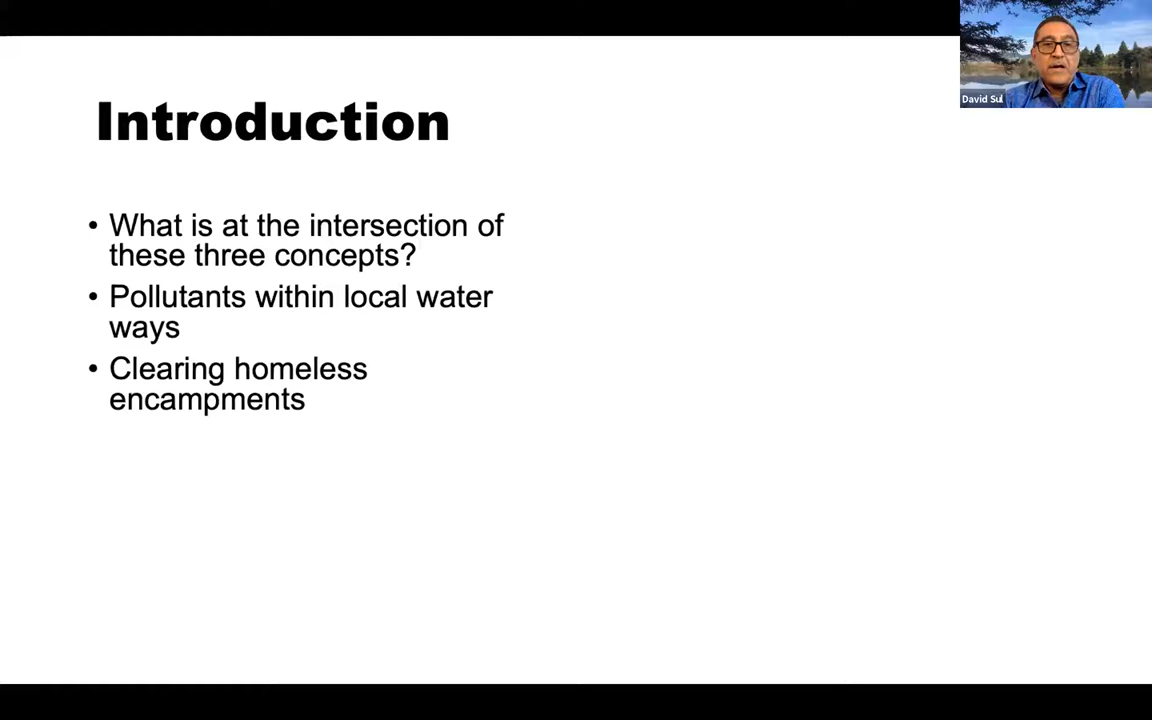 Introduction
• What is at the intersection of
these three concepts?
• Pollutants within local water
ways
• Clearing homeless
encampments
David Sul